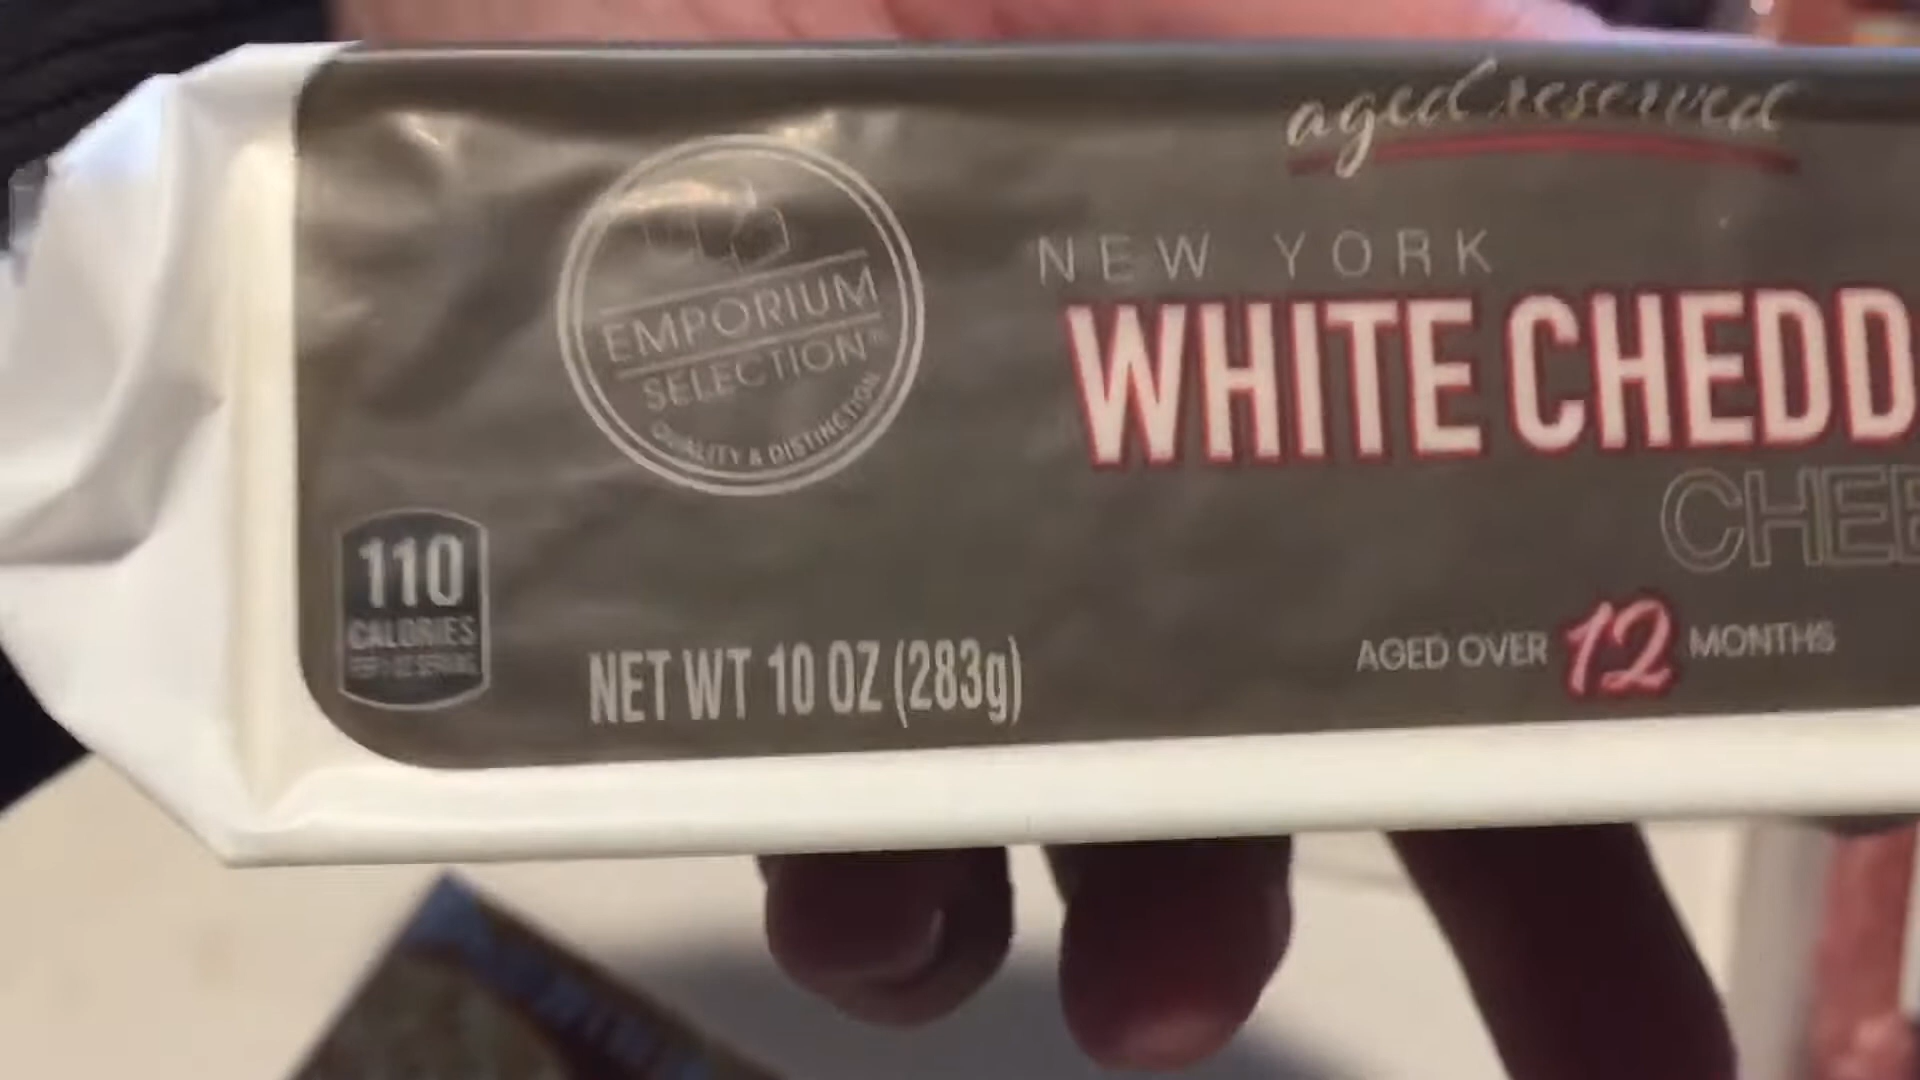 aged reserved
NEW YORK
WHITE CHEDD
CHEE
AGED OVER 12 MONTHS
EMPORIUM
SELECTION™
QUALITY & DISTINCTION
110
CALORIES
PER 1 OZ SERVING
NET WT 10 OZ (283g)